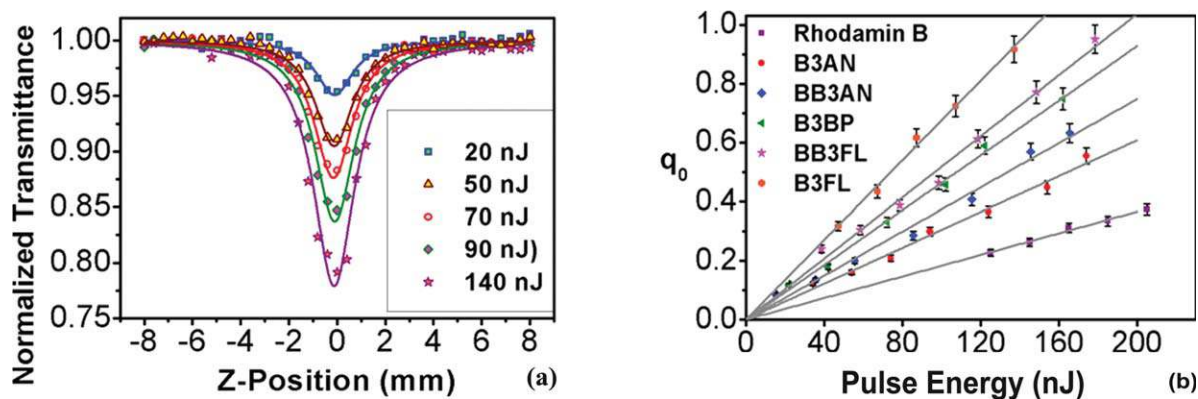 Normalized Transmittance
1.00
0.95
0.90
0.85
0.80
0.75
20 nJ
50 nJ
70 nJ
90 nJ)
140 nJ
-8 -6 -4 -2 0 2 4 6 8
Z-Position (mm)
(a)
q0
1.0
0.8
0.6
0.4
0.2
0.0
Rhodamin B
B3AN
BB3AN
B3BP
BB3FL
B3FL
0 40 80 120 160 200
Pulse Energy (nJ)
(b)